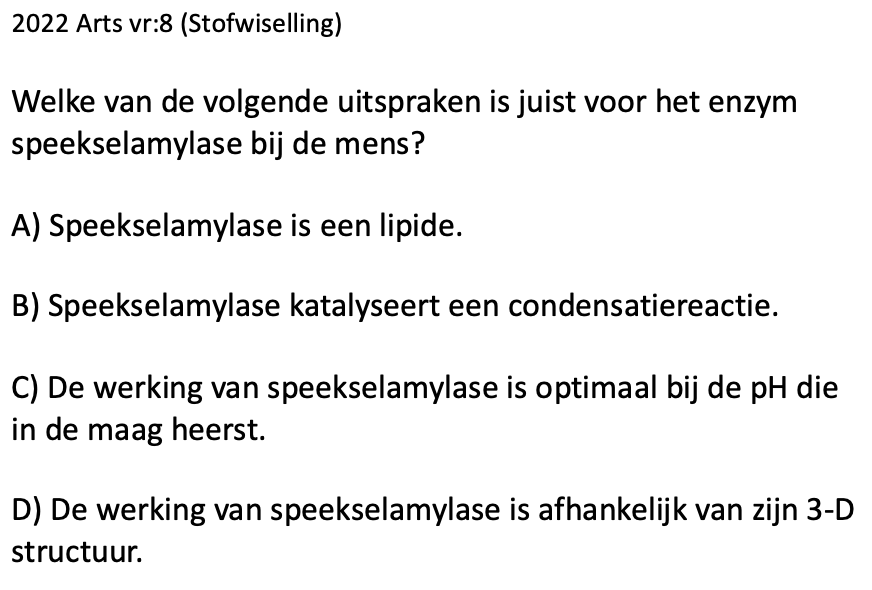 2022 Arts vr:8 (Stofwiselling)
Welke van de volgende uitspraken is juist voor het enzym
speekselamylase bij de mens?
A) Speekselamylase is een lipide.
B) Speekselamylase katalyseert een condensatiereactie.
C) De werking van speekselamylase is optimaal bij de pH die
in de maag heerst.
D) De werking van speekselamylase is afhankelijk van zijn 3-D
structuur.